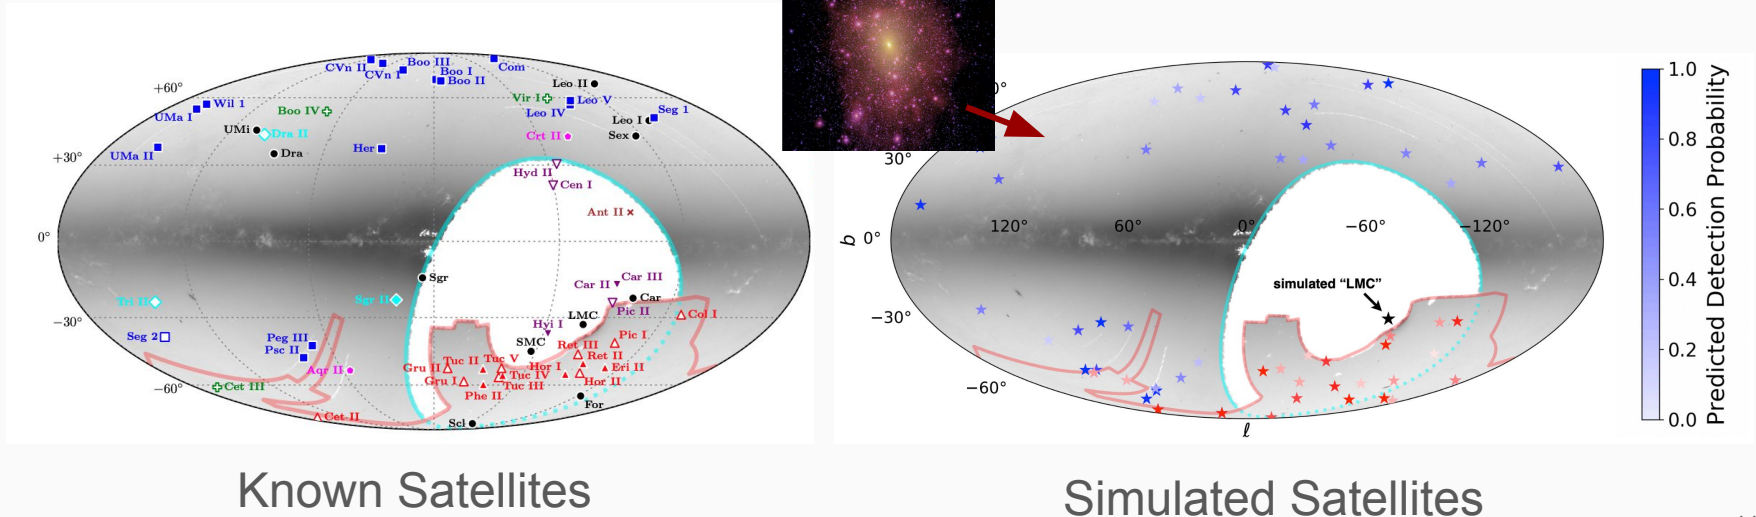 CVn II
CVn I
Boo III
Boo I
Boo II
Com
Leo II
+60°
Wil 1
UMa I
Boo IV
Vir I
Leo V
Leo IV
Seg 1
Leo I
UMi
Dra II
Crt II
Sex
Dra
Her
UMa II
+30°
Hyd II
Cen I
Ant II
0°
Sgr
Car III
Car II
Tri II
Sgr II
Car
Pic II
LMC
Col I
−30°
Hyi I
Seg 2
Peg III
Psc II
SMC
Ret III
Pic I
Tuc II
Tuc V
Ret II
Gru II
Hor I
Eri II
Aqr II
Gru I
Tuc IV
Tuc III
Hor II
−60°
Cet III
Phe II
For
Cet II
Scl
Known Satellites
0°
30°
b
0°
120°
60°
0°
−60°
−120°
simulated “LMC”
−30°
−60°
ℓ
1.0
0.8
0.6
0.4
0.2
0.0
Predicted Detection Probability
Simulated Satellites